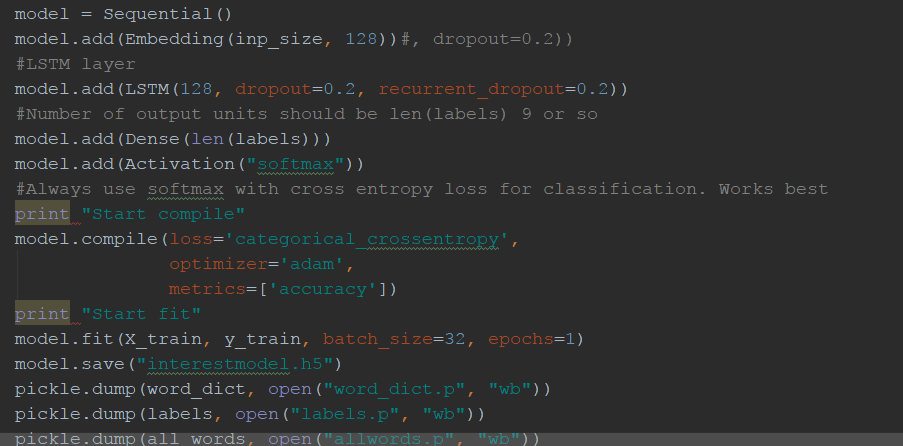 model = Sequential()
model.add(Embedding(inp_size, 128))#, dropout=0.2))
#LSTM layer
model.add(LSTM(128, dropout=0.2, recurrent_dropout=0.2))
#Number of output units should be len(labels) 9 or so
model.add(Dense(len(labels)))
model.add(Activation("softmax"))
#Always use softmax with cross entropy loss for classification. Works best
print "Start compile"
model.compile(loss='categorical_crossentropy',
              optimizer='adam',
              metrics=['accuracy'])
print "Start fit"
model.fit(X_train, y_train, batch_size=32, epochs=1)
model.save("interestmodel.h5")
pickle.dump(word_dict, open("word_dict.p", "wb"))
pickle.dump(labels, open("labels.p", "wb"))
pickle.dump(all_words, open("allwords.p", "wb"))